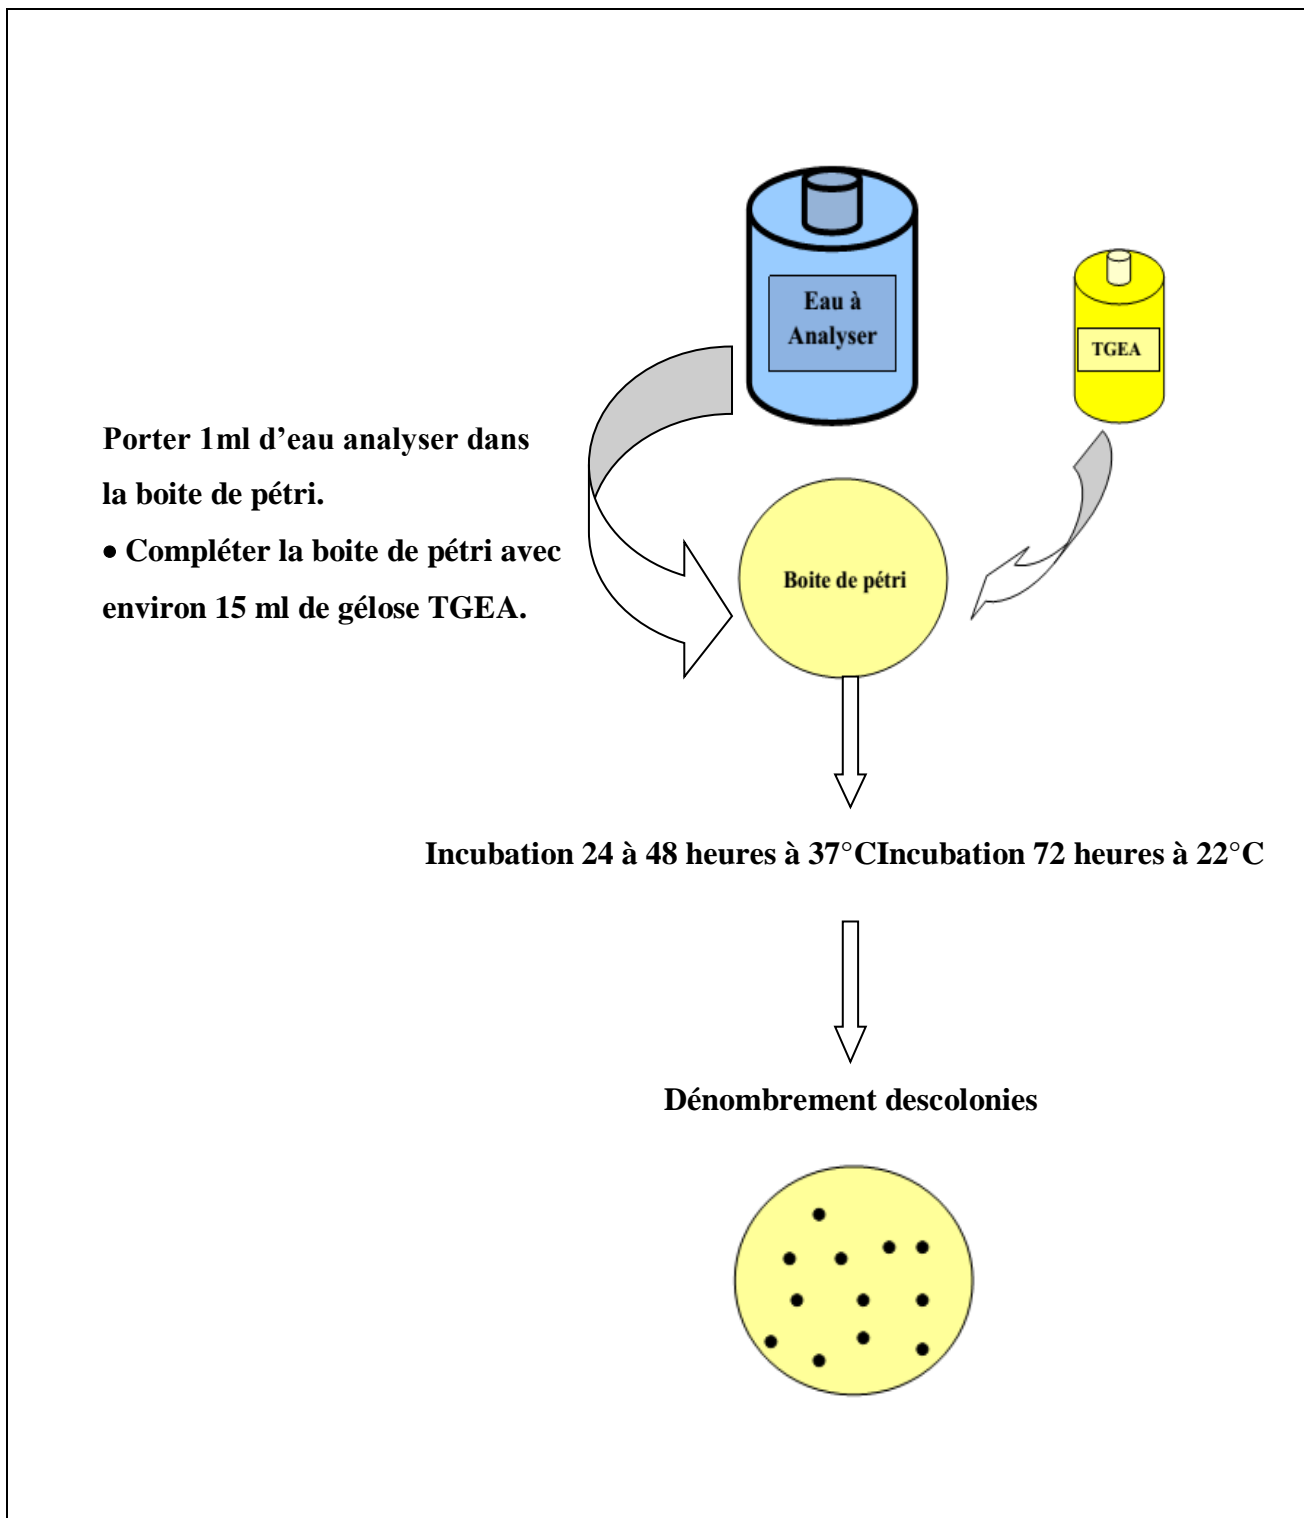 Eau à
Analyser
TGEA
Porter 1ml d’eau analyser dans
la boite de pétri.
• Compléter la boite de pétri avec
environ 15 ml de gélose TGEA.
Boite de pétri
Incubation 24 à 48 heures à 37°CIncubation 72 heures à 22°C
Dénombrement descolonies